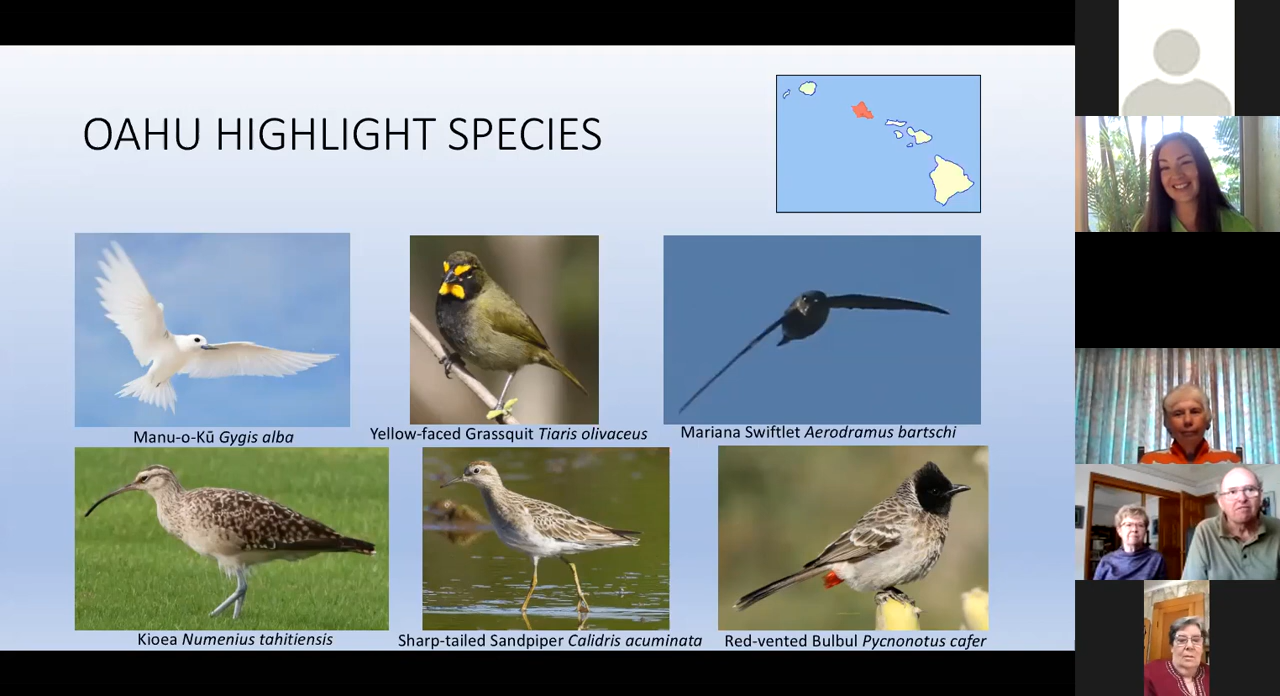 OAHU HIGHLIGHT SPECIES
Manu-o-Kū Gygis alba
Yellow-faced Grassquit Tiaris olivaceus
Mariana Swiftlet Aerodramus bartschi
Kioea Numenius tahitiensis
Sharp-tailed Sandpiper Calidris acuminata
Red-vented Bulbul Pycnonotus cafer